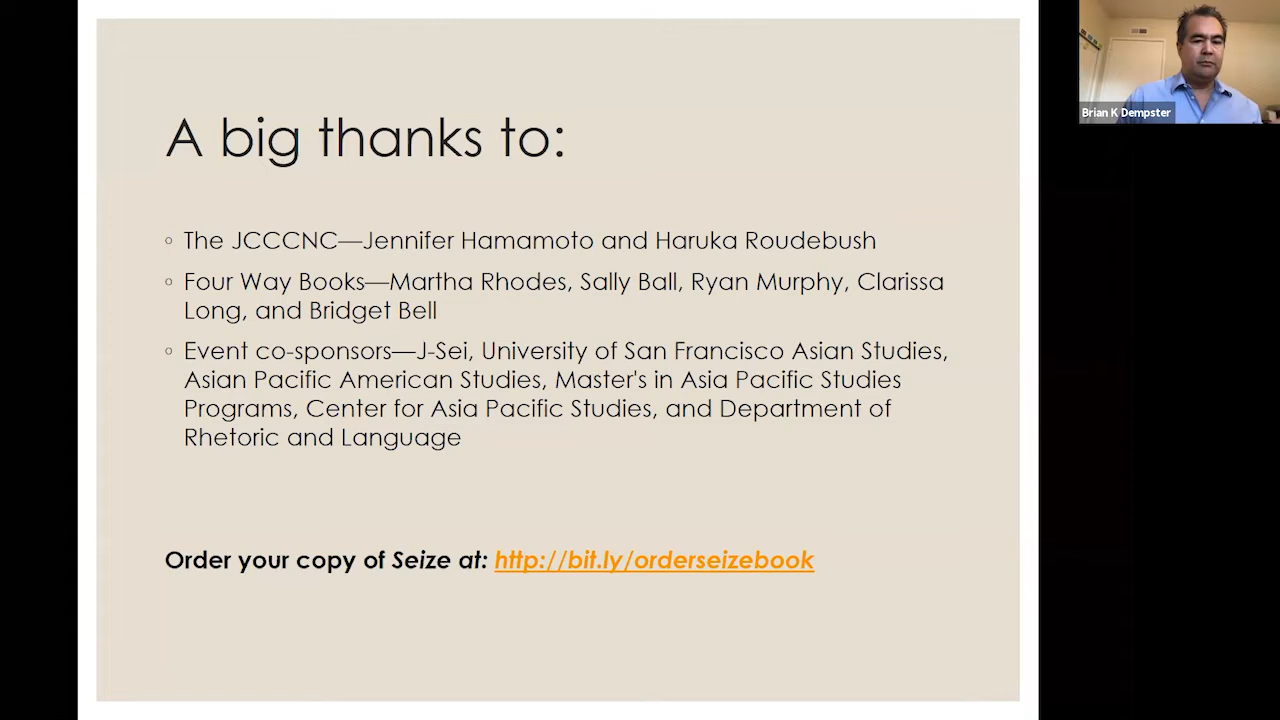 A big thanks to:
◦ The JCCCNC—Jennifer Hamamoto and Haruka Roudebush
◦ Four Way Books—Martha Rhodes, Sally Ball, Ryan Murphy, Clarissa
Long, and Bridget Bell
◦ Event co-sponsors—J-Sei, University of San Francisco Asian Studies,
Asian Pacific American Studies, Master's in Asia Pacific Studies
Programs, Center for Asia Pacific Studies, and Department of
Rhetoric and Language
Order your copy of Seize at: http://bit.ly/orderseizebook
Brian K Dempster